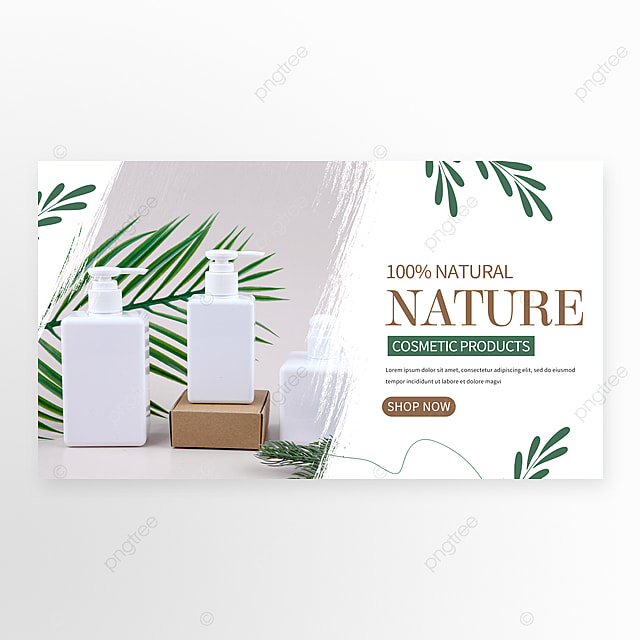 100% NATURAL
NATURE
COSMETIC PRODUCTS
Lorem ipsum dolor sit amet, consectetur adipiscing elit, sed do eiusmod
tempor incididunt ut labore et dolore magna aliqua
SHOP NOW
pngtree
pngtree
pngtree
pngtree
pngtree
pngtree
pngtree
pngtree
pngtree
pngtree